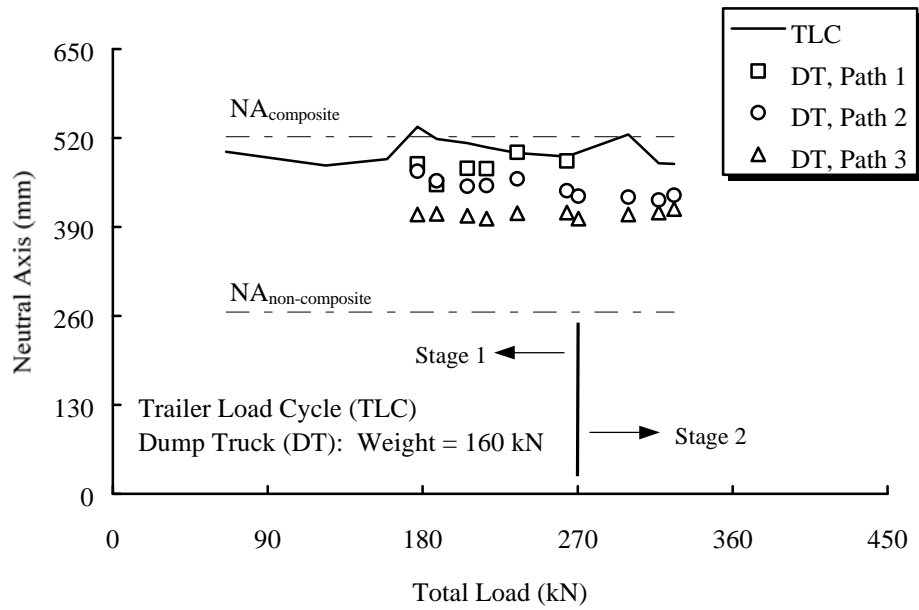 650
520
390
260
130
0
Neutral Axis (mm)
0
90
180
270
360
450
Total Load (kN)
TLC
DT, Path 1
DT, Path 2
DT, Path 3
NAcomposite
NAnon-composite
Stage 1
Stage 2
Trailer Load Cycle (TLC)
Dump Truck (DT): Weight = 160 kN